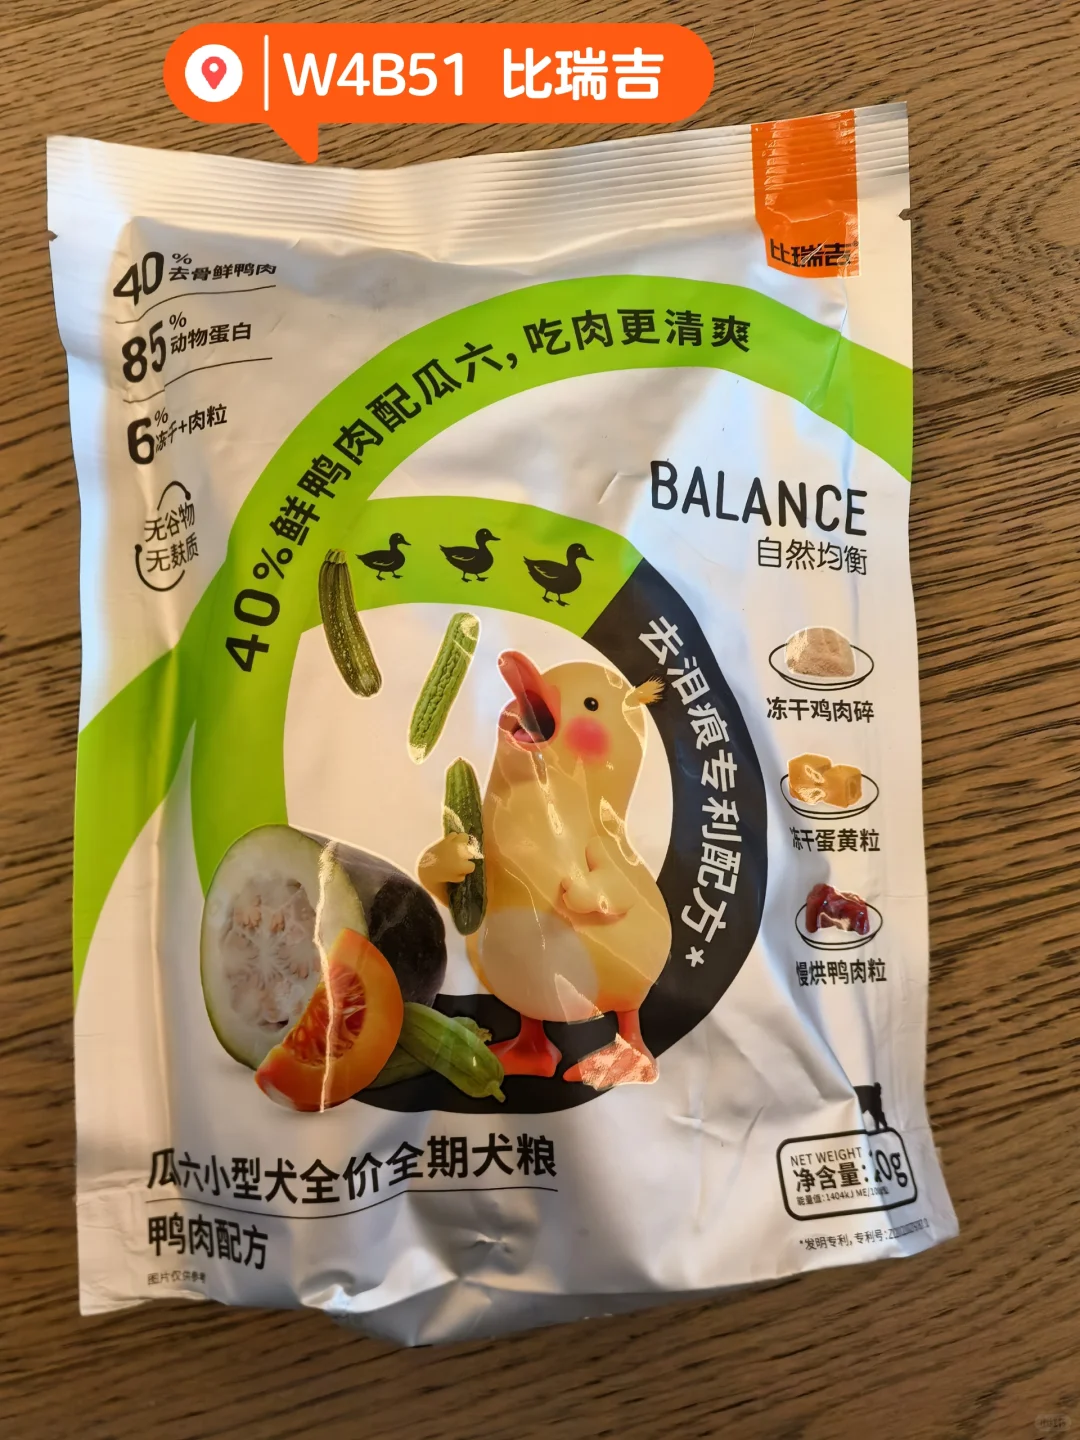 W4B51 比瑞吉
比瑞吉
40%去骨鲜鸭肉
85%动物蛋白
6%冻干+肉粒
无谷物
无麸质
40%鲜鸭肉配瓜六，吃肉更清爽
BALANCE
自然均衡
去泪痕专利配方*
冻干鸡肉碎
冻干蛋黄粒
慢烘鸭肉粒
瓜六小型犬全价全期犬粮
鸭肉配方
图片仅供参考
NET WEIGHT
净含量:
能量值:1404kJ ME/
*发明专利，专利号: